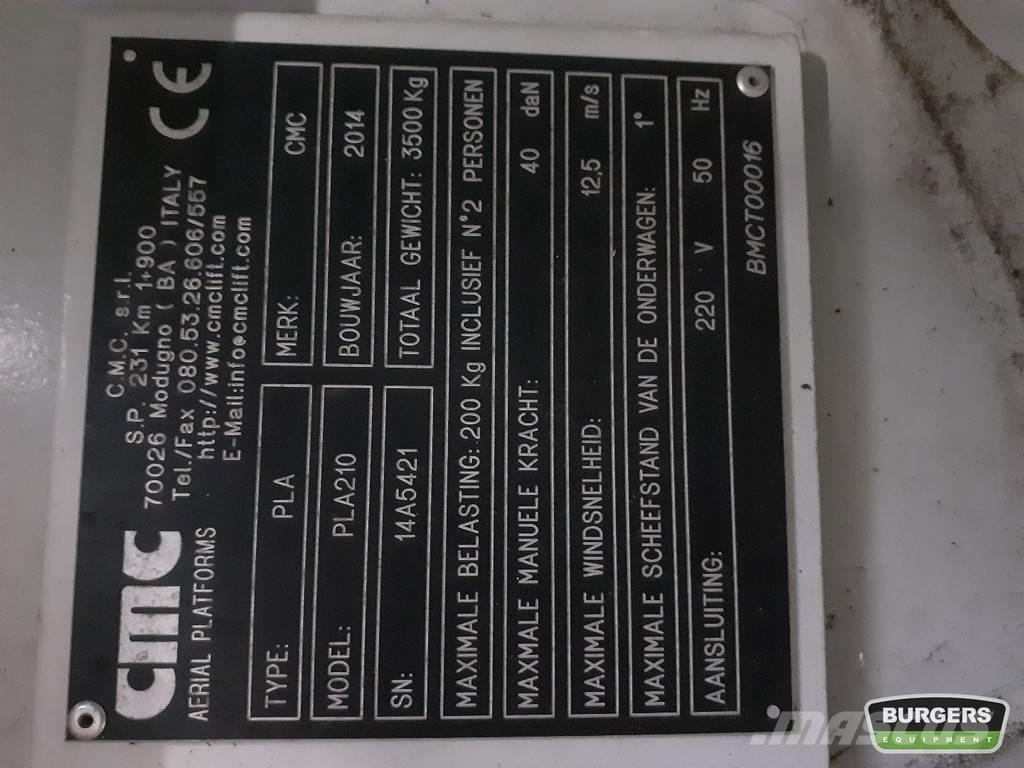 cmc
AERIAL PLATFORMS
C.M.C. s.r.l.
S.P. 231 Km 1+900
70026 Modugno ( BA ) ITALY
Tel./Fax 080.53.26.606/557
http://www.cmclift.com
E-Mail:info@cmclift.com
CE
TYPE: PLA
MERK: CMC
MODEL: PLA210
BOUWJAAR: 2014
SN: 14A5421
TOTAAL GEWICHT: 3500 Kg
MAXIMALE BELASTING: 200 Kg INCLUSIEF N°2 PERSONEN
MAXMALE MANUELE KRACHT: 40 daN
MAXIMALE WINDSNELHEID: 12,5 m/s
MAXIMALE SCHEEFSTAND VAN DE ONDERWAGEN: 1°
AANSLUITING: 220 V 50 Hz
BMCT00016
MASCUS
BURGERS
EQUIPMENT